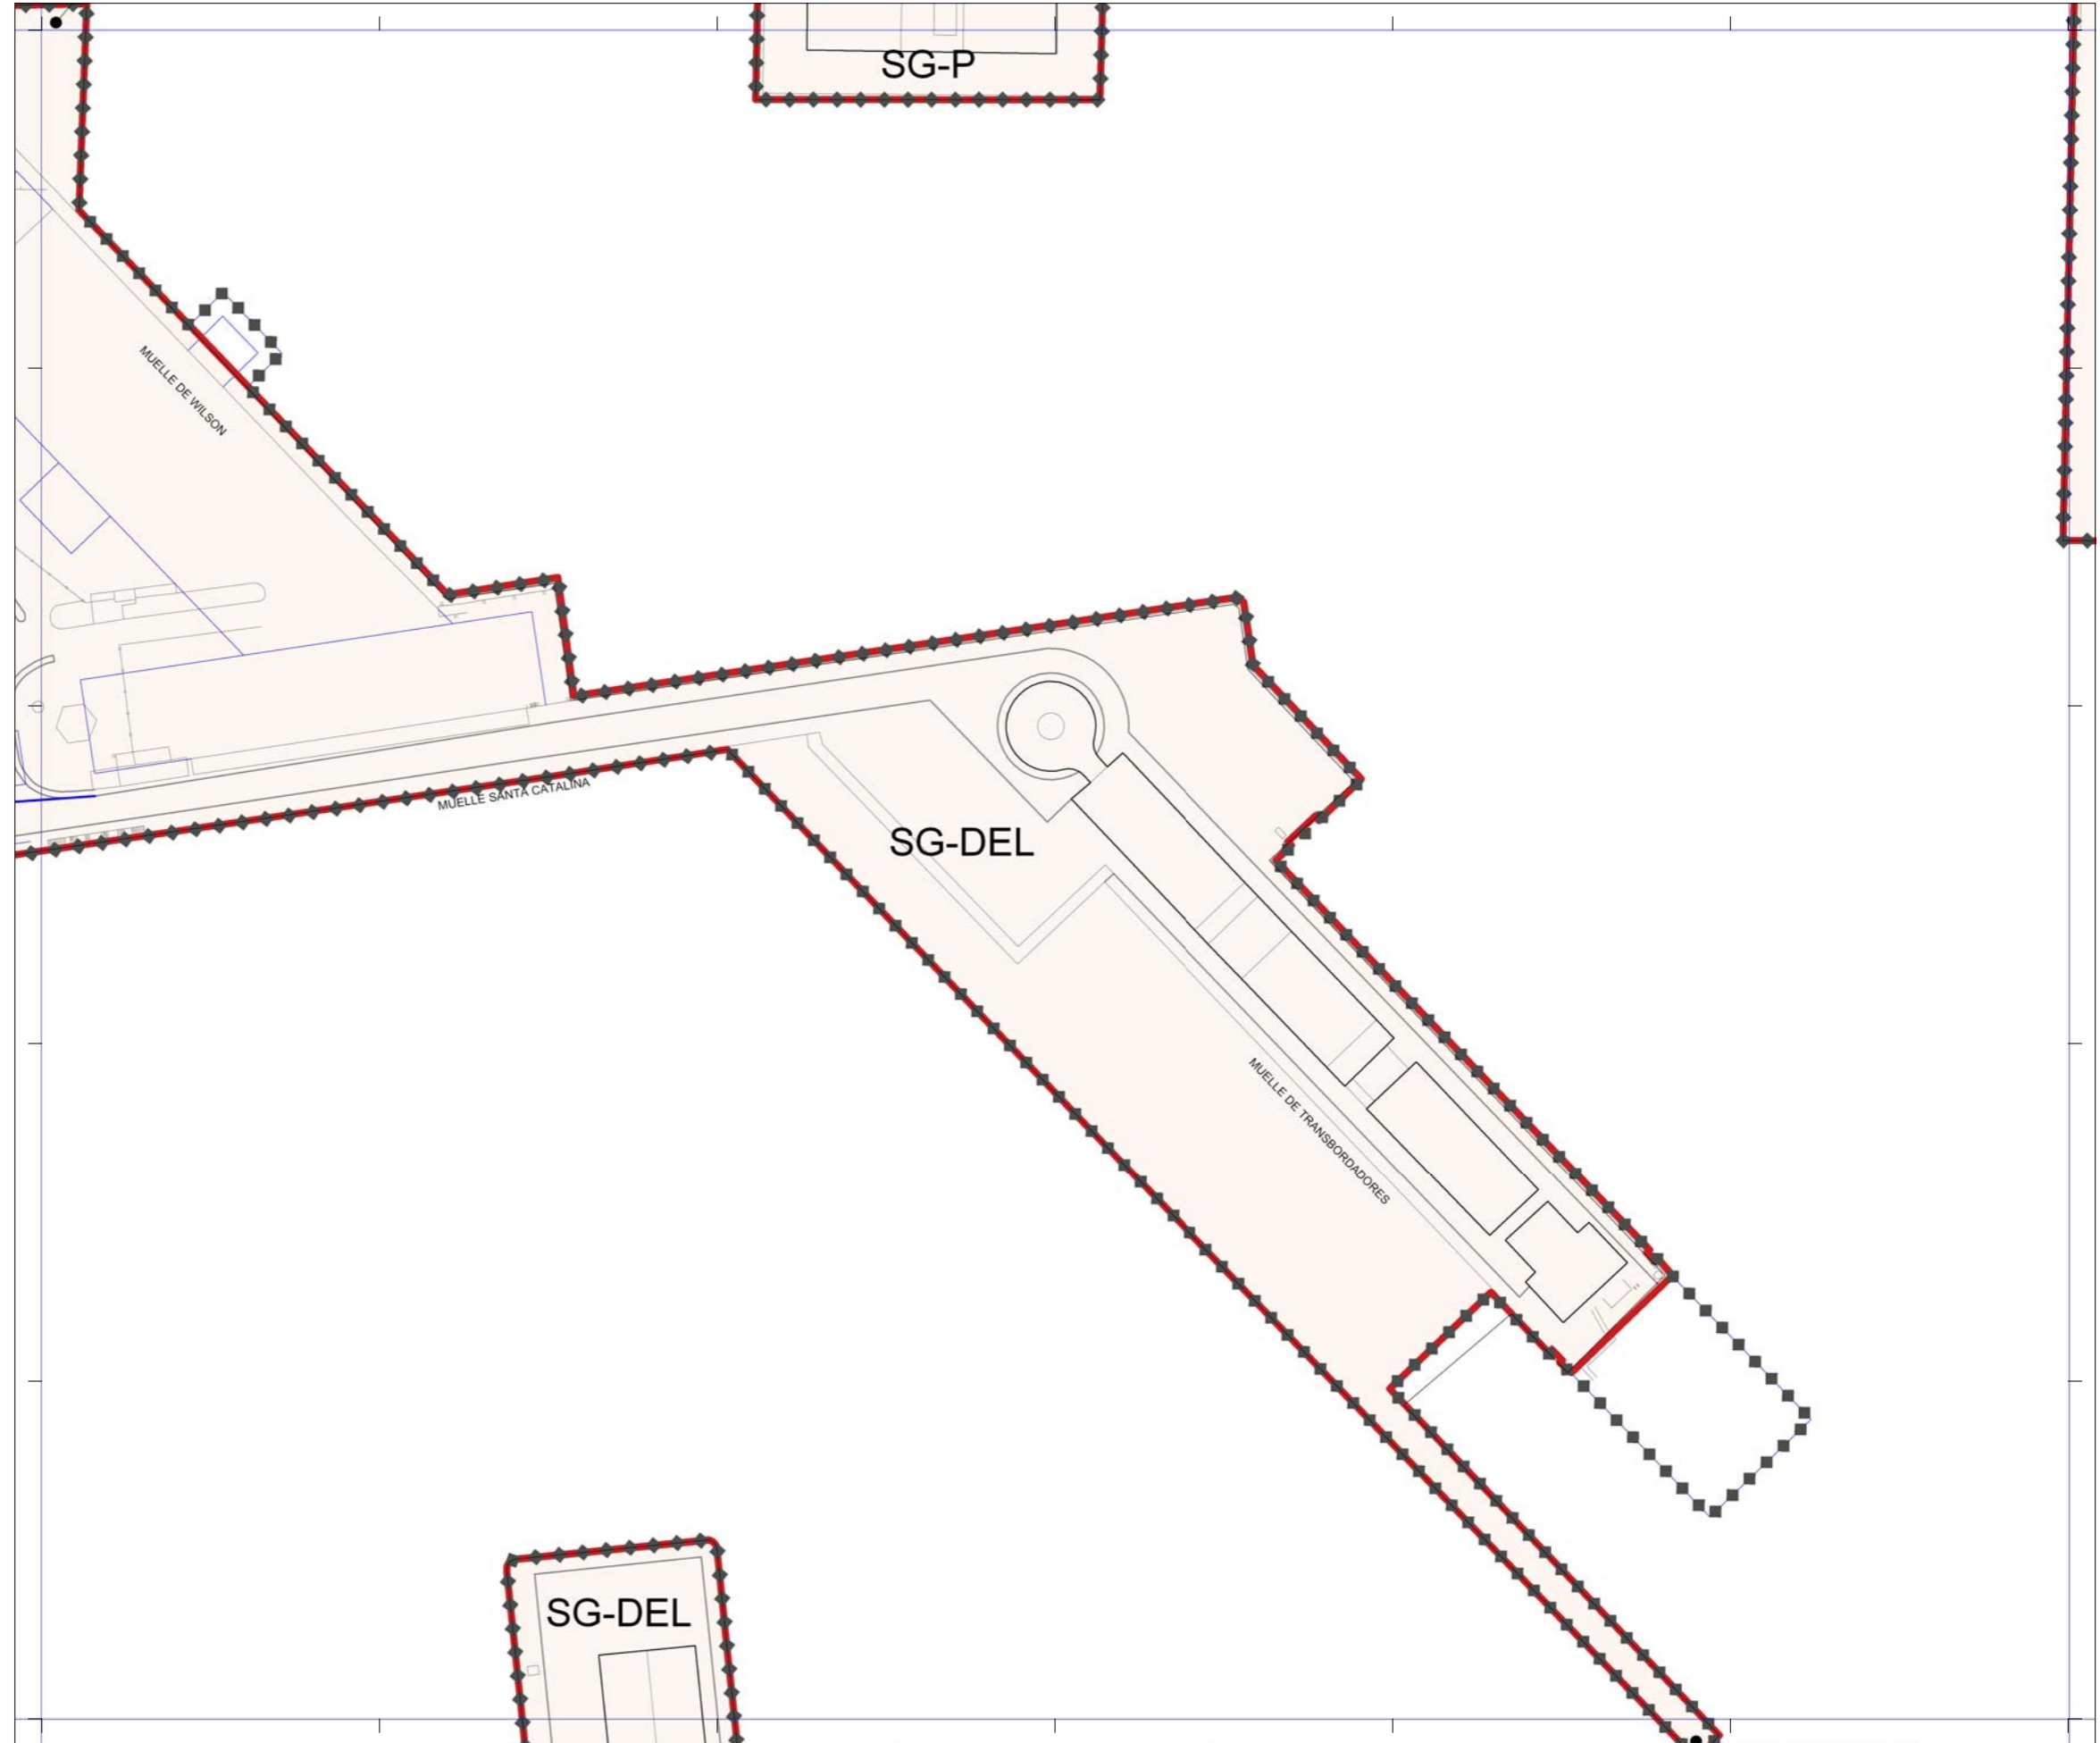 SG-P
MUELLE DE WILSON
MUELLE SANTA CATALINA
SG-DEL
MUELLE DE TRANSBORDADORES
SG-DEL